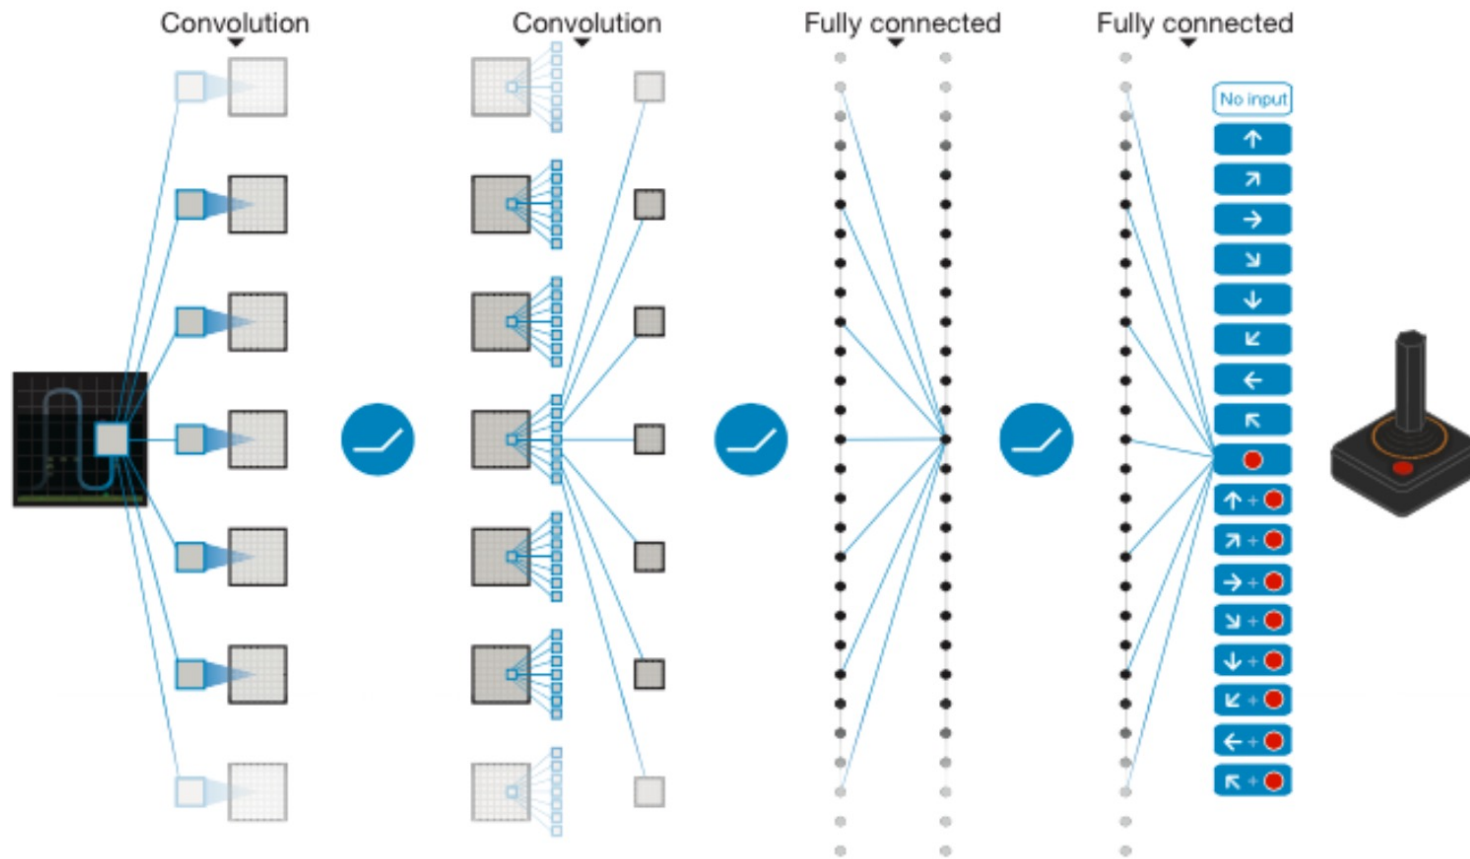 Convolution
Convolution
Fully connected
Fully connected
No input
+
+
+
+
+
+
+
+